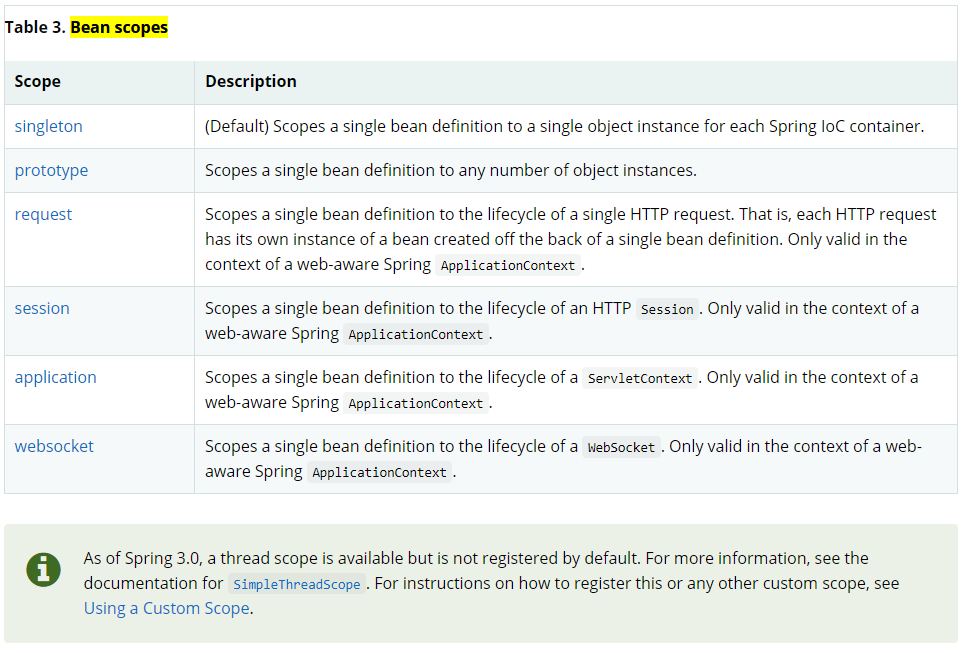 Table 3. Bean scopes
Scope Description
singleton (Default) Scopes a single bean definition to a single object instance for each Spring IoC container.
prototype Scopes a single bean definition to any number of object instances.
request Scopes a single bean definition to the lifecycle of a single HTTP request. That is, each HTTP request
has its own instance of a bean created off the back of a single bean definition. Only valid in the
context of a web-aware Spring ApplicationContext.
session Scopes a single bean definition to the lifecycle of an HTTP Session. Only valid in the context of a
web-aware Spring ApplicationContext.
application Scopes a single bean definition to the lifecycle of a ServletContext. Only valid in the context of a
web-aware Spring ApplicationContext.
websocket Scopes a single bean definition to the lifecycle of a WebSocket. Only valid in the context of a web-
aware Spring ApplicationContext.
As of Spring 3.0, a thread scope is available but is not registered by default. For more information, see the
documentation for SimpleThreadScope. For instructions on how to register this or any other custom scope, see
Using a Custom Scope.